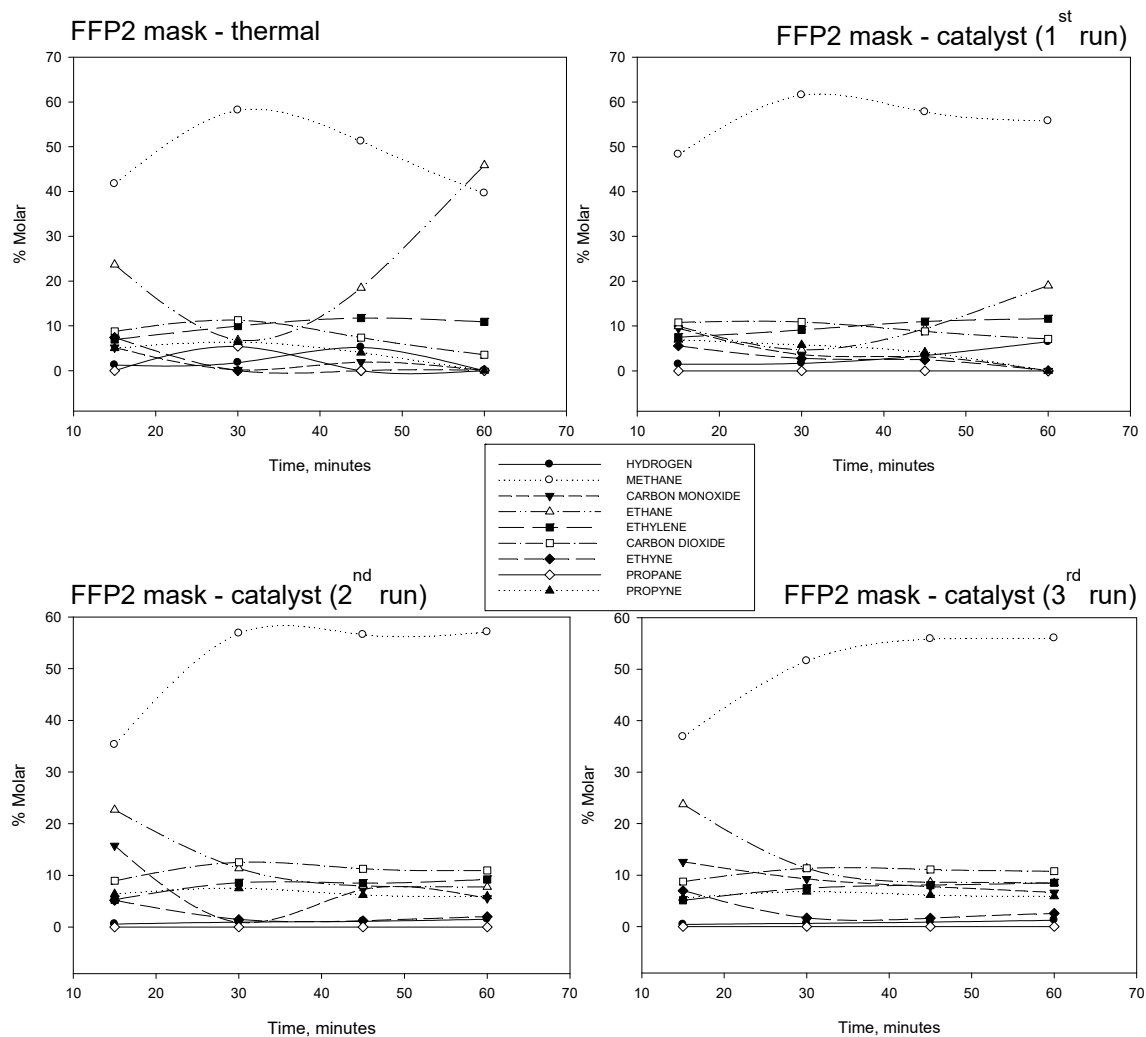 FFP2 mask - thermal
70
60
50
40
30
20
10
0
% Molar
10 20 30 40 50 60 70
Time, minutes
FFP2 mask - catalyst (1st run)
70
60
50
40
30
20
10
0
% Molar
10 20 30 40 50 60 70
Time, minutes
HYDROGEN
METHANE
CARBON MONOXIDE
ETHANE
ETHYLENE
CARBON DIOXIDE
ETHYNE
PROPANE
PROPYNE
FFP2 mask - catalyst (2nd run)
60
50
40
30
20
10
0
% Molar
10 20 30 40 50 60 70
Time, minutes
FFP2 mask - catalyst (3rd run)
60
50
40
30
20
10
0
% Molar
10 20 30 40 50 60 70
Time, minutes